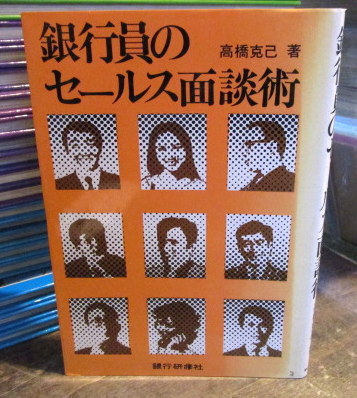 銀行員の
セールス面談術
高橋克己 著
銀行研修社